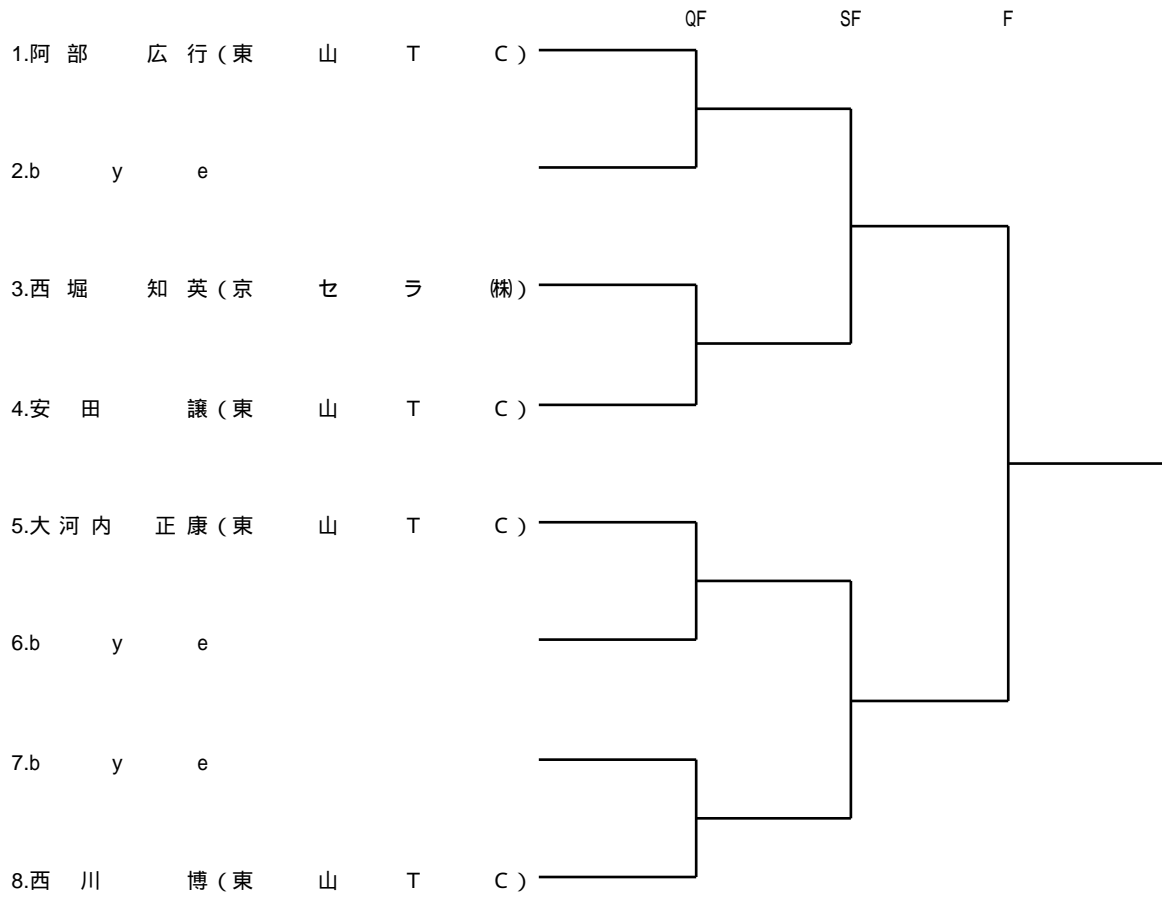 QF SF F
1.阿部 広行(東山TC)
2.bye
3.西堀 知英(京セラ㈱)
4.安田 譲(東山TC)
5.大河内 正康(東山TC)
6.bye
7.bye
8.西川 博(東山TC)